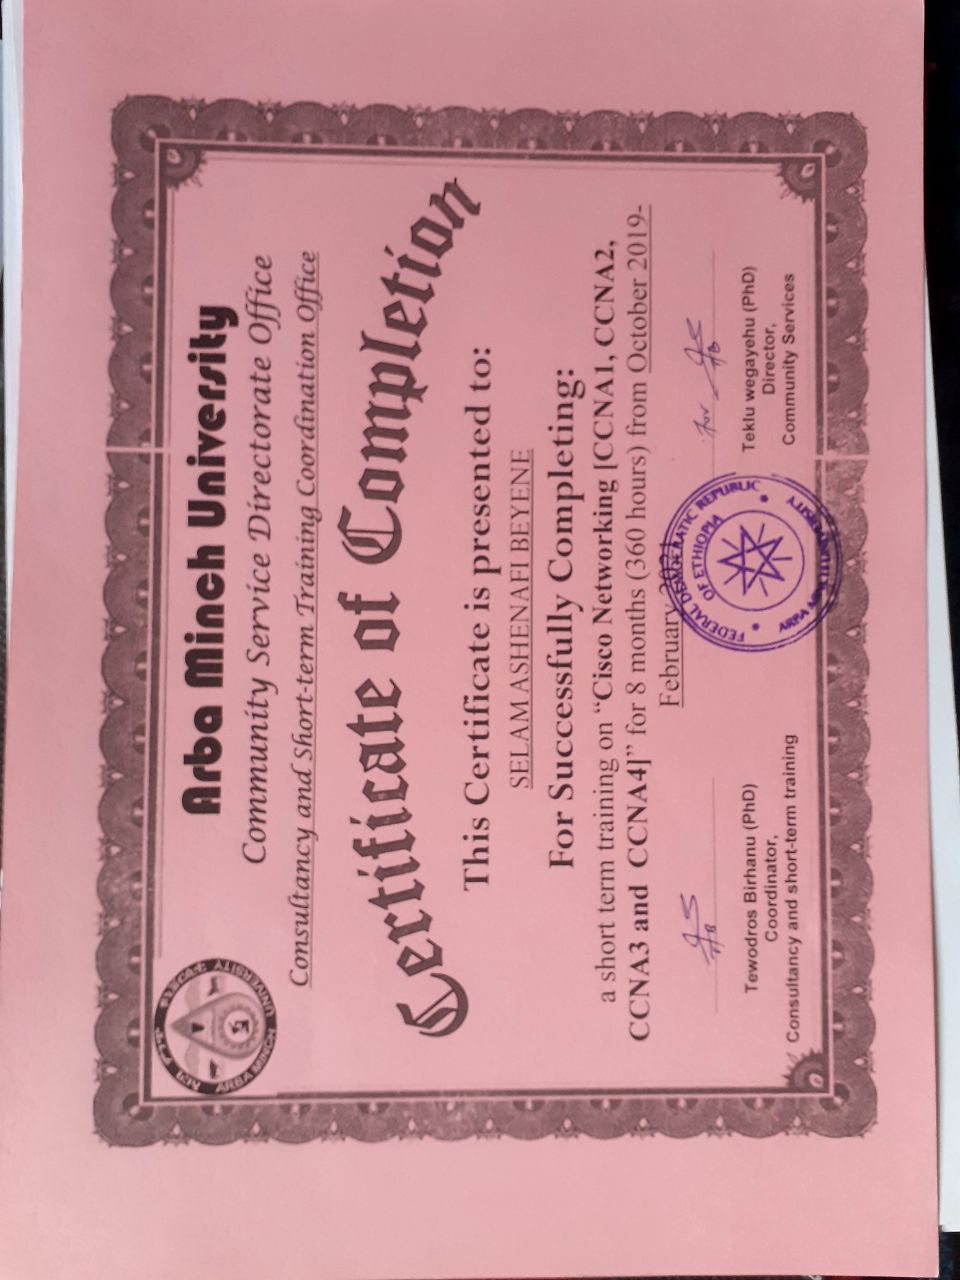 Arba Minch University
Community Service Directorate Office
Consultancy and Short-term Training Coordination Office
Certificate of Completion
This Certificate is presented to:
SELAM ASHENAFI BEYENE
For Successfully Completing:
a short term training on “Cisco Networking [CCNA1, CCNA2,
CCNA3 and CCNA4]” for 8 months (360 hours) from October 2019-
February
Tewodros Birhanu (PhD)
Coordinator,
Consultancy and short-term training
for
Teklu wegayehu (PhD)
Director,
Community Services
FEDERAL DEMOCRATIC REPUBLIC
OF ETHIOPIA
ARBA MINCH UNIVERSITY
ARBA MINCH UNIVERSITY